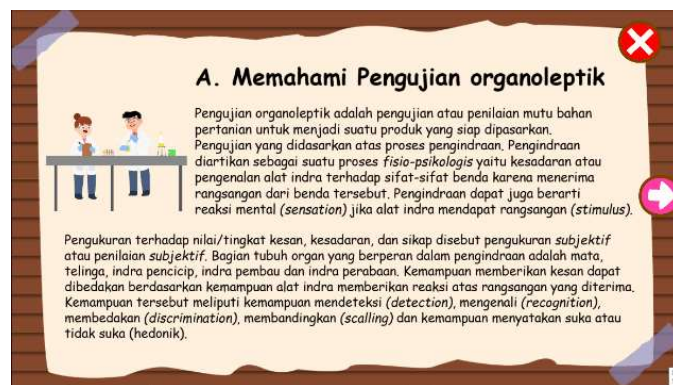 A. Memahami Pengujian organoleptik
Pengujian organoleptik adalah pengujian atau penilaian mutu bahan
pertanian untuk menjadi suatu produk yang siap dipasarkan.
Pengujian yang didasarkan atas proses pengindraan. Pengindraan
diartikan sebagai suatu proses fisio-psikologis yaitu kesadaran atau
pengenalan alat indra terhadap sifat-sifat benda karena menerima
rangsangan dari benda tersebut. Pengindraan dapat juga berarti
reaksi mental (sensation) jika alat indra mendapat rangsangan (stimulus).
Pengukuran terhadap nilai/tingkat kesan, kesadaran, dan sikap disebut pengukuran subjektif
atau penilaian subjektif. Bagian tubuh organ yang berperan dalam pengindraan adalah mata,
telinga, indra pencicip, indra pembau dan indra perabaan. Kemampuan memberikan kesan dapat
dibedakan berdasarkan kemampuan alat indra memberikan reaksi atas rangsangan yang diterima.
Kemampuan tersebut meliputi kemampuan mendeteksi (detection), mengenali (recognition),
membedakan (discrimination), membandingkan (scalling) dan kemampuan menyatakan suka atau
tidak suka (hedonik).